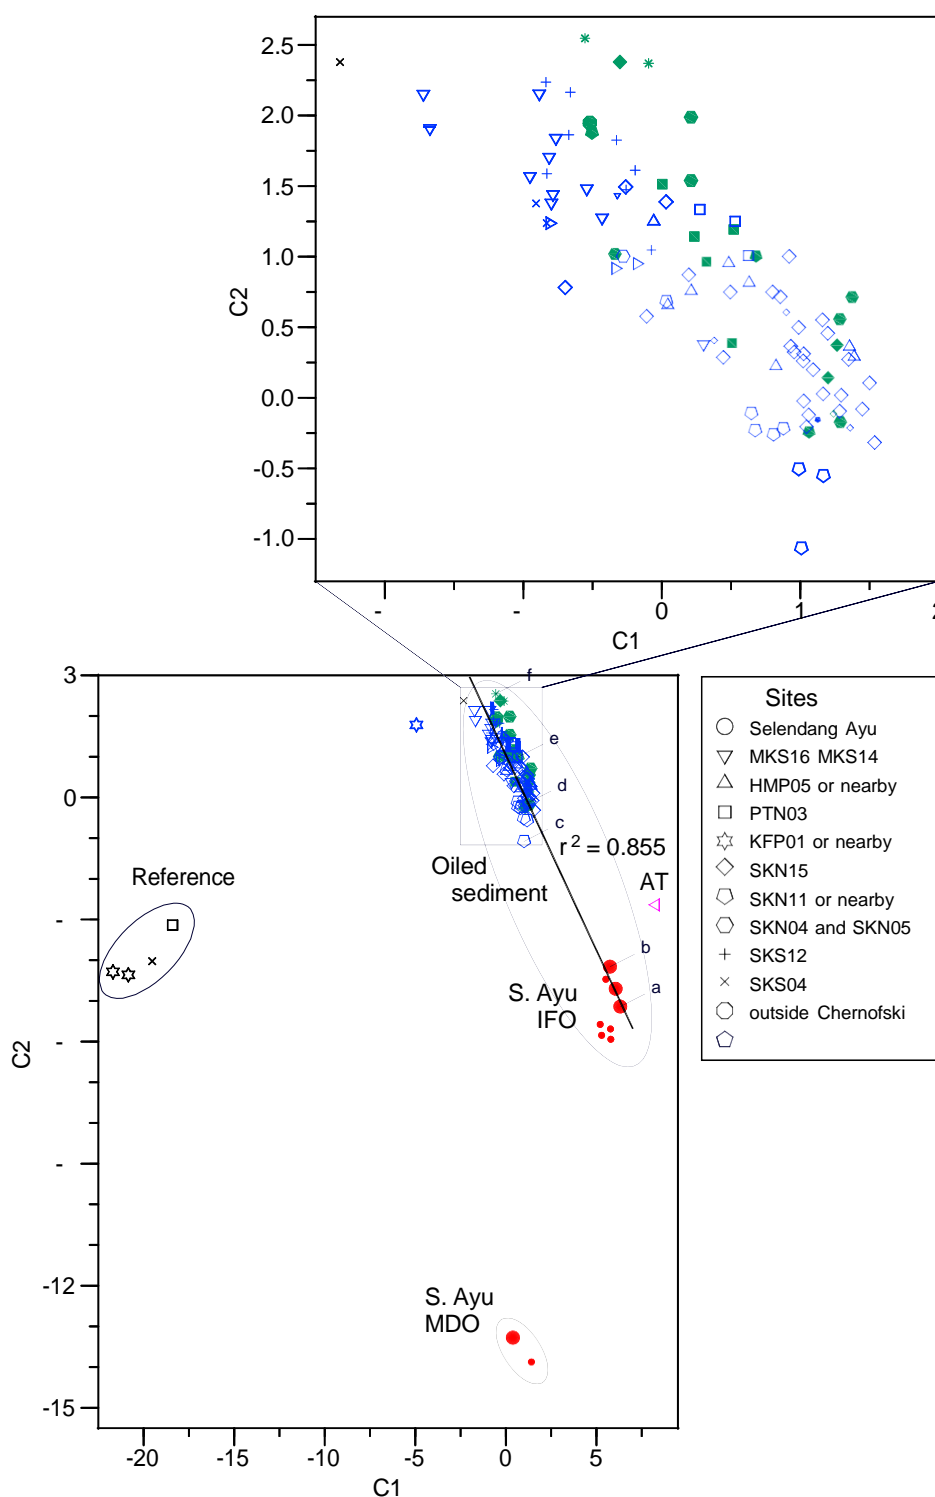 2.5
2.0
1.5
1.0
0.5
0.0
-0.5
-1.0
C2
-
-
0
1
2
C1
3
0
-
-
-
-12
-15
C2
f
e
d
c
r² = 0.855
Oiled
sediment
Reference
AT
b
a
S. Ayu
IFO
S. Ayu
MDO
-20
-15
-10
-5
0
5
C1
Sites
Selendang Ayu
MKS16 MKS14
HMP05 or nearby
PTN03
KFP01 or nearby
SKN15
SKN11 or nearby
SKN04 and SKN05
SKS12
SKS04
outside Chernofski